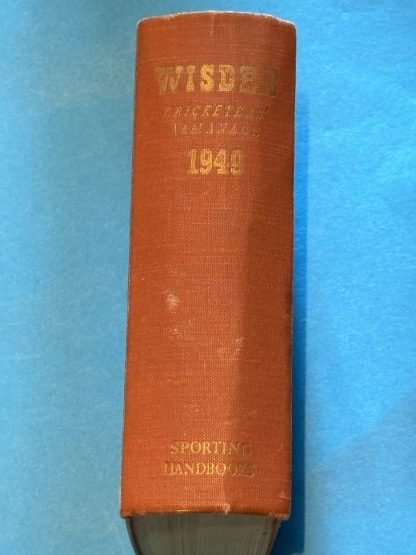 WISDEN
CRICKETERS'
ALMANACK
1949
SPORTING
HANDBOOKS